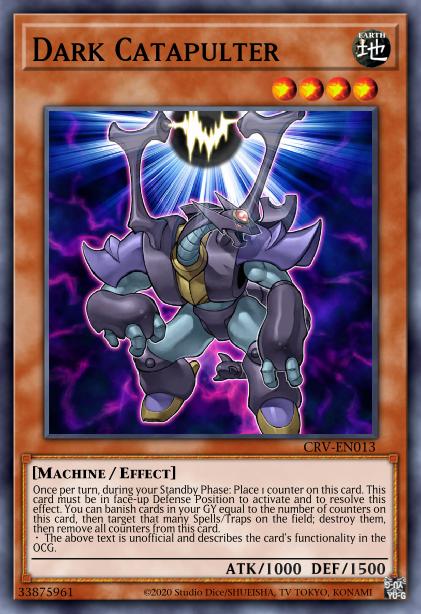 DARK CATAPULTER
EARTH
地
CRV-EN013
[MACHINE / EFFECT]
Once per turn, during your Standby Phase: Place 1 counter on this card. This
card must be in face-up Defense Position to activate and to resolve this
effect. You can banish cards in your GY equal to the number of counters on
this card, then target that many Spells/Traps on the field; destroy them,
then remove all counters from this card.
· The above text is unofficial and describes the card's functionality in the
OCG.
ATK/1000 DEF/1500
33875961
©2020 Studio Dice/SHUEISHA, TV TOKYO, KONAMI